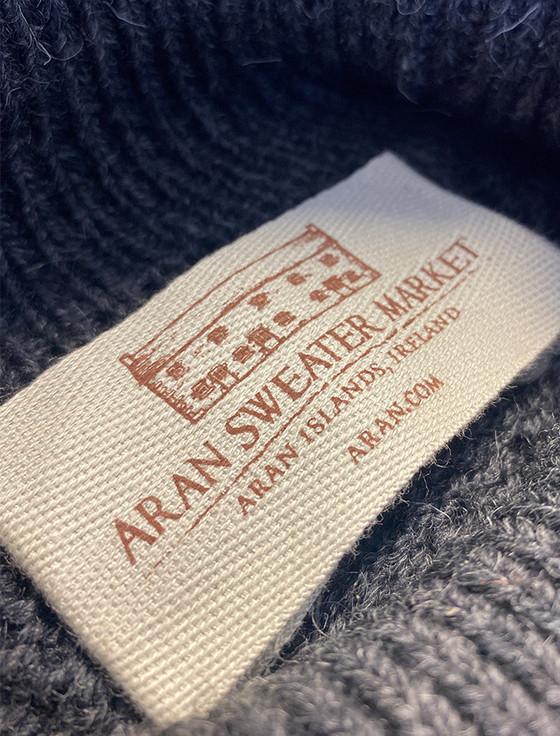 ARAN SWEATER MARKET
ARAN ISLANDS, IRELAND
ARAN.COM